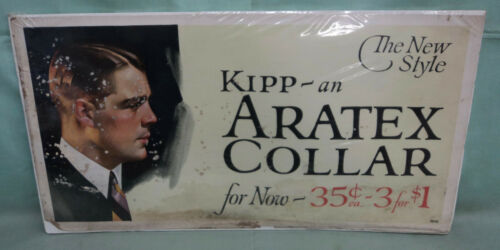 The New
Style
KIPP - an
ARATEX
COLLAR
for Now - 35¢ ea. - 3 for $1